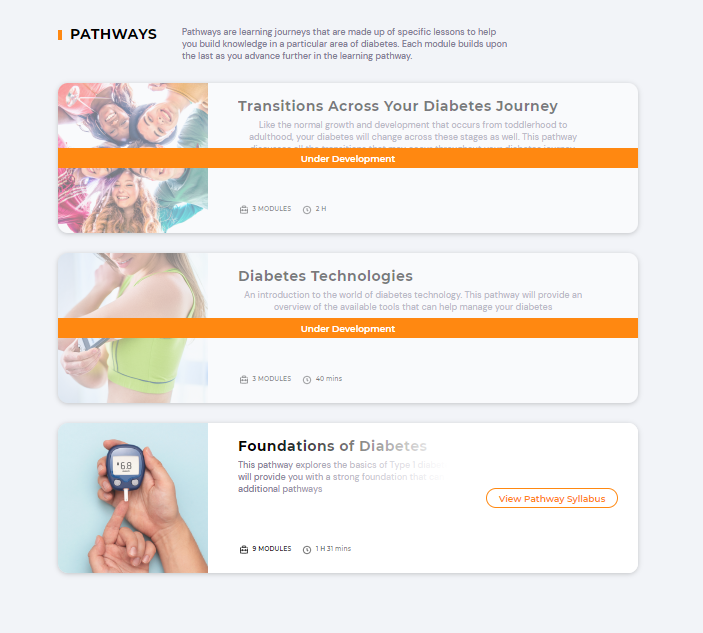 PATHWAYS
Pathways are learning journeys that are made up of specific lessons to help
you build knowledge in a particular area of diabetes. Each module builds upon
the last as you advance further in the learning pathway.
Transitions Across Your Diabetes Journey
Like the normal growth and development that occurs from toddlerhood to
adulthood, your diabetes will change across these stages as well. This pathway
Under Development
3 MODULES 2 H
Diabetes Technologies
An introduction to the world of diabetes technology. This pathway will provide an
overview of the available tools that can help manage your diabetes
Under Development
3 MODULES 40 mins
6.8
Foundations of Diabetes
This pathway explores the basics of Type 1
will provide you with a strong foundation that
additional pathways
View Pathway Syllabus
9 MODULES 1 H 31 mins